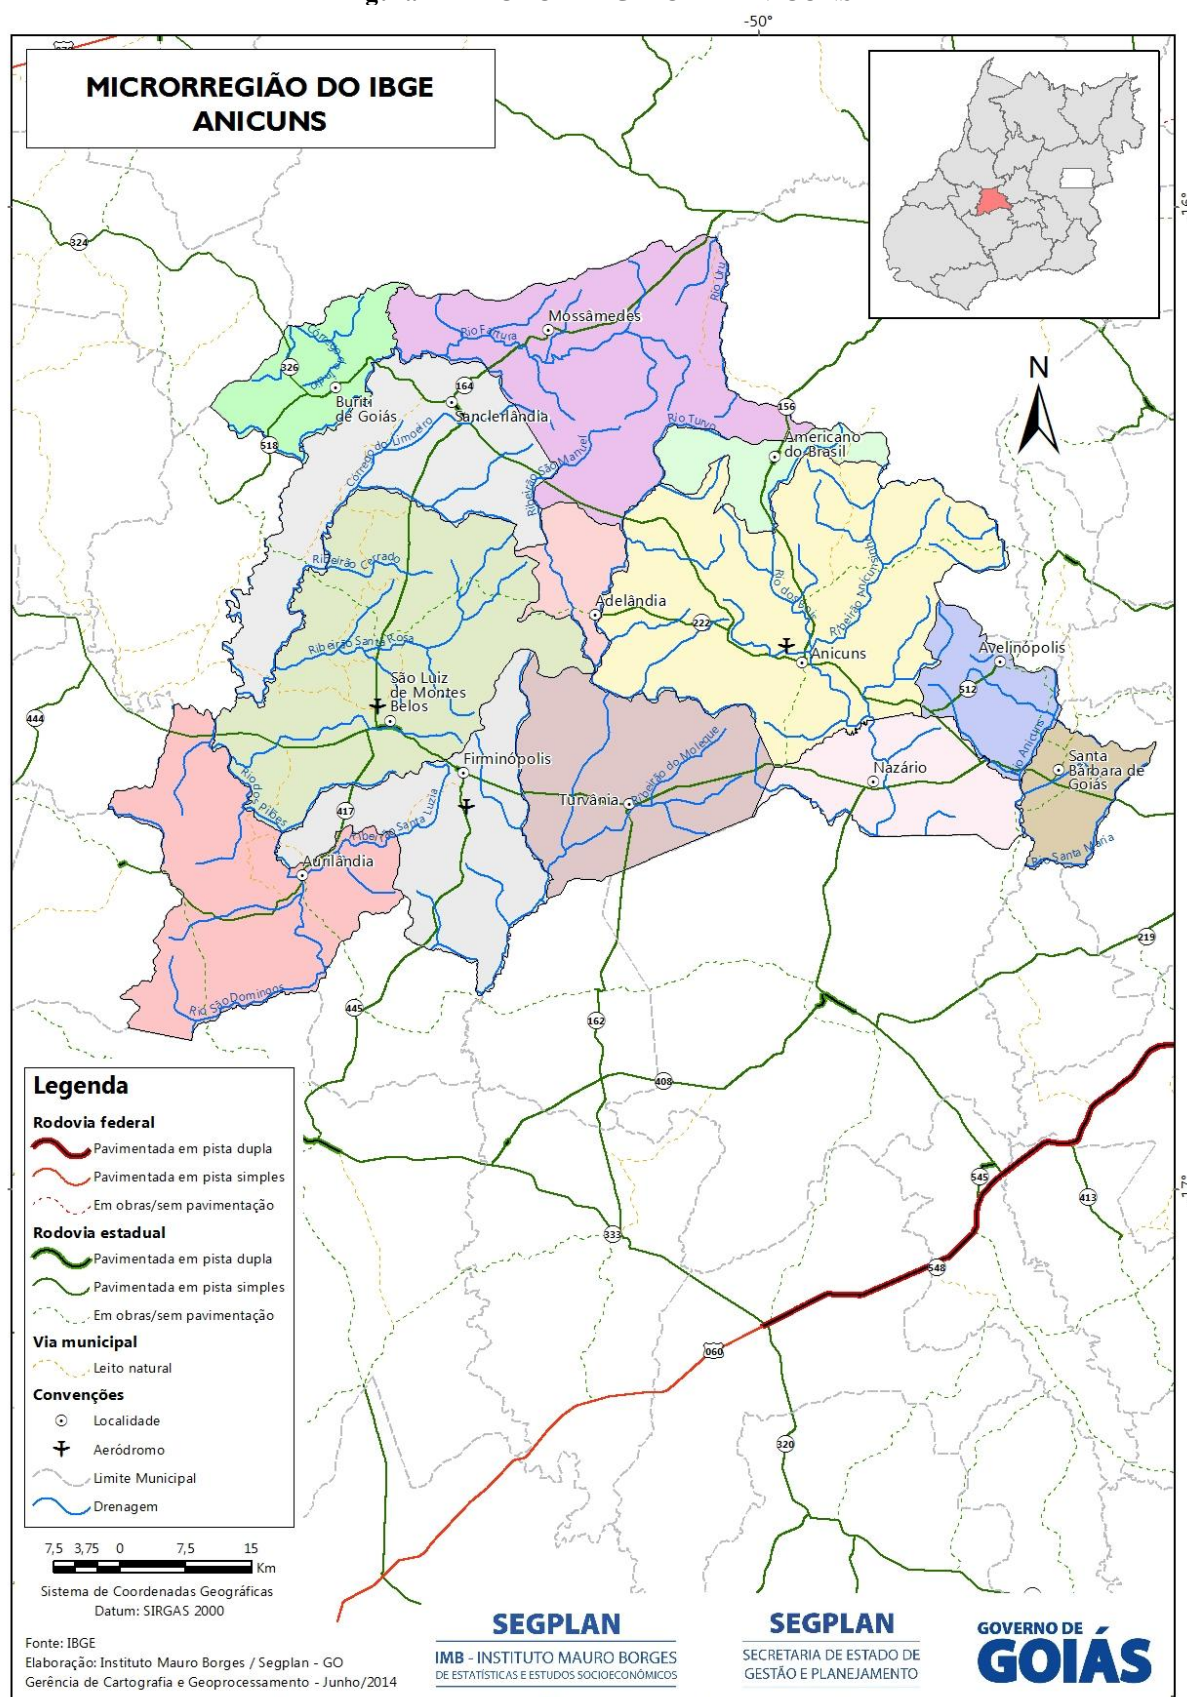 -50°
MICRORREGIÃO DO IBGE
ANICUNS
16°
324
Mossâmedes
Rio Fartura
Rio Uru
326
Buriti
de Goiás
164
Sanclerlândia
518
Córrego do Limoeiro
Ribeirão São Manuel
Rio Turvo
156
Americano
do Brasil
N
Ribeirão Cerrado
Ribeirão Santa Rosa
Adelândia
222
Rio dos Bois
Ribeirão Anicunsinho
Anicuns
Avelinópolis
512
Rio Anicuns
São Luiz
de Montes
Belos
444
Firminópolis
Turvânia
Ribeirão do Moleque
Nazário
Santa
Bárbara de
Goiás
Rio Santa Maria
417
Ribeirão Santa Luzia
Aurilândia
Rio São Domingos
445
162
219
408
545
413
333
548
17°
060
320
Legenda
Rodovia federal
Pavimentada em pista dupla
Pavimentada em pista simples
Em obras/sem pavimentação
Rodovia estadual
Pavimentada em pista dupla
Pavimentada em pista simples
Em obras/sem pavimentação
Via municipal
Leito natural
Convenções
Localidade
Aeródromo
Limite Municipal
Drenagem
7,5 3,75 0 7,5 15
Km
Sistema de Coordenadas Geográficas
Datum: SIRGAS 2000
Fonte: IBGE
Elaboração: Instituto Mauro Borges / Segplan - GO
Gerência de Cartografia e Geoprocessamento - Junho/2014
SEGPLAN
IMB - INSTITUTO MAURO BORGES
DE ESTATÍSTICAS E ESTUDOS SOCIOECONÔMICOS
SEGPLAN
SECRETARIA DE ESTADO DE
GESTÃO E PLANEJAMENTO
GOVERNO DE
GOIÁS